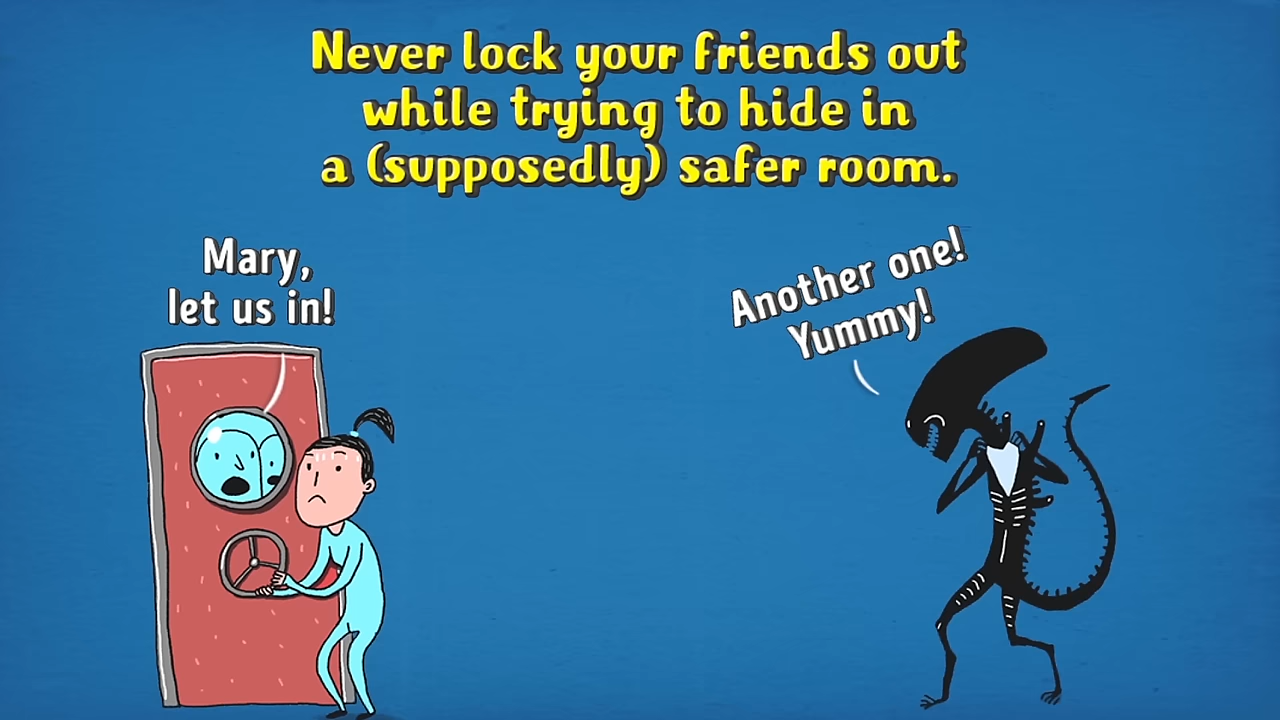 Never lock your friends out
while trying to hide in
a (supposedly) safer room.
Mary,
let us in!
Another one!
Yummy!